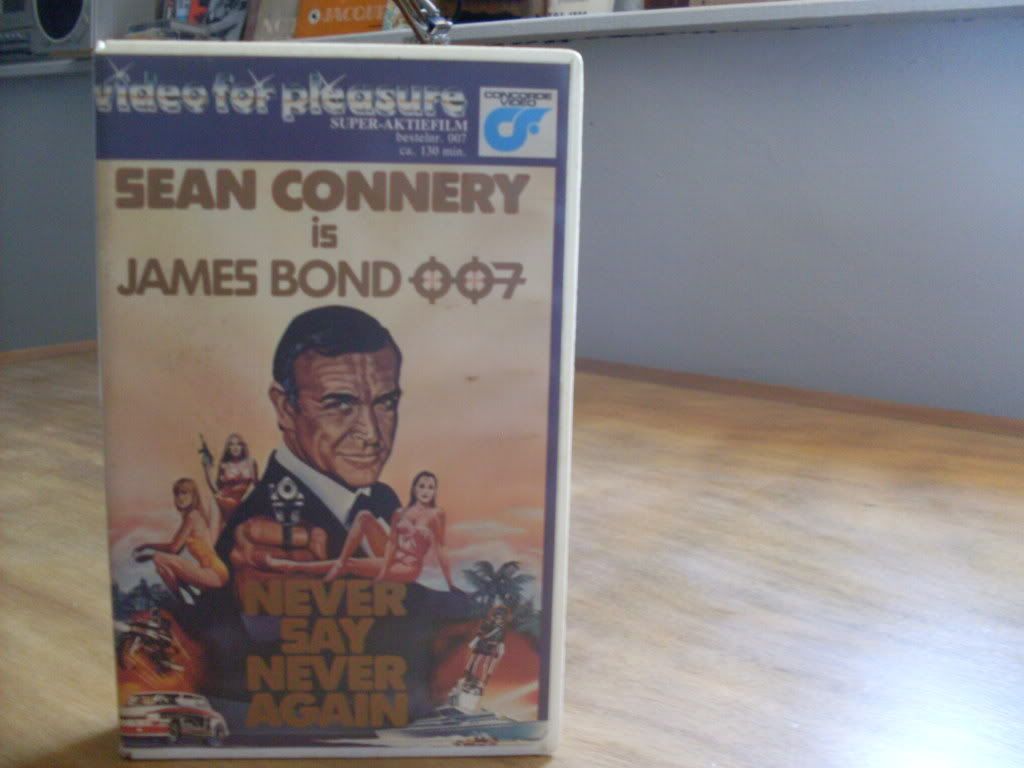 video for pleasure
SUPER-AKTIEFILM
bestelnr. 007
ca. 130 min.
CONCORDE
VIDEO
SEAN CONNERY
is
JAMES BOND 007
NEVER
SAY
NEVER
AGAIN